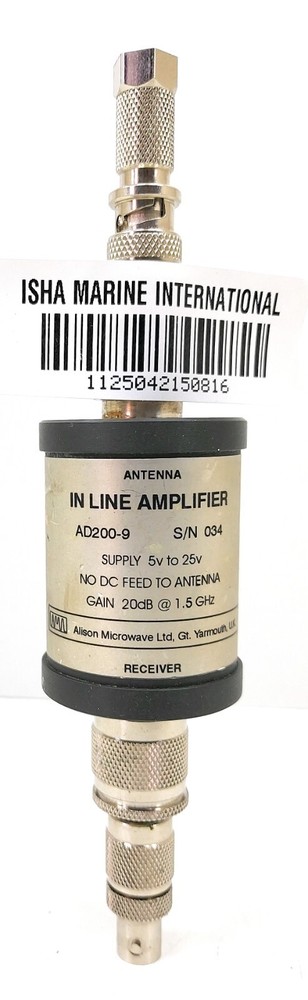 ISHA MARINE INTERNATIONAL
1125042150816
ANTENNA
IN LINE AMPLIFIER
AD200-9 S/N 034
SUPPLY 5v to 25v
NO DC FEED TO ANTENNA
GAIN 20dB @ 1.5 GHz
Alison Microwave Ltd, Gt. Yarmouth, U.K.
RECEIVER